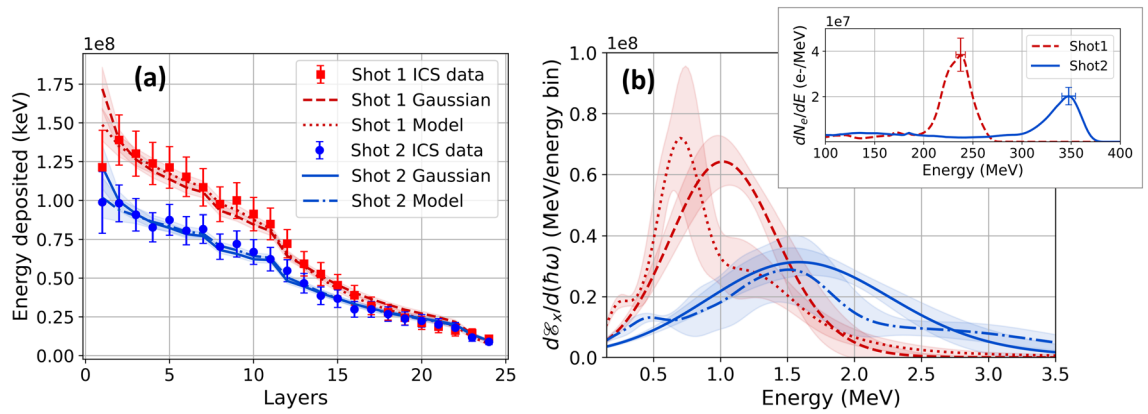 1e8
(a)
Energy deposited (keV)
1.75
1.50
1.25
1.00
0.75
0.50
0.25
0.00
0
5
10
15
20
25
Layers
Shot 1 ICS data
Shot 1 Gaussian
Shot 1 Model
Shot 2 ICS data
Shot 2 Gaussian
Shot 2 Model
1e8
(b)
dℰₓ/d(ℏω) (MeV/energy bin)
1.0
0.8
0.6
0.4
0.2
0.0
0.5
1.0
1.5
2.0
2.5
3.0
3.5
Energy (MeV)
1e7
dNₑ/dE (e-/MeV)
4
2
100
150
200
250
300
350
400
Energy (MeV)
Shot1
Shot2